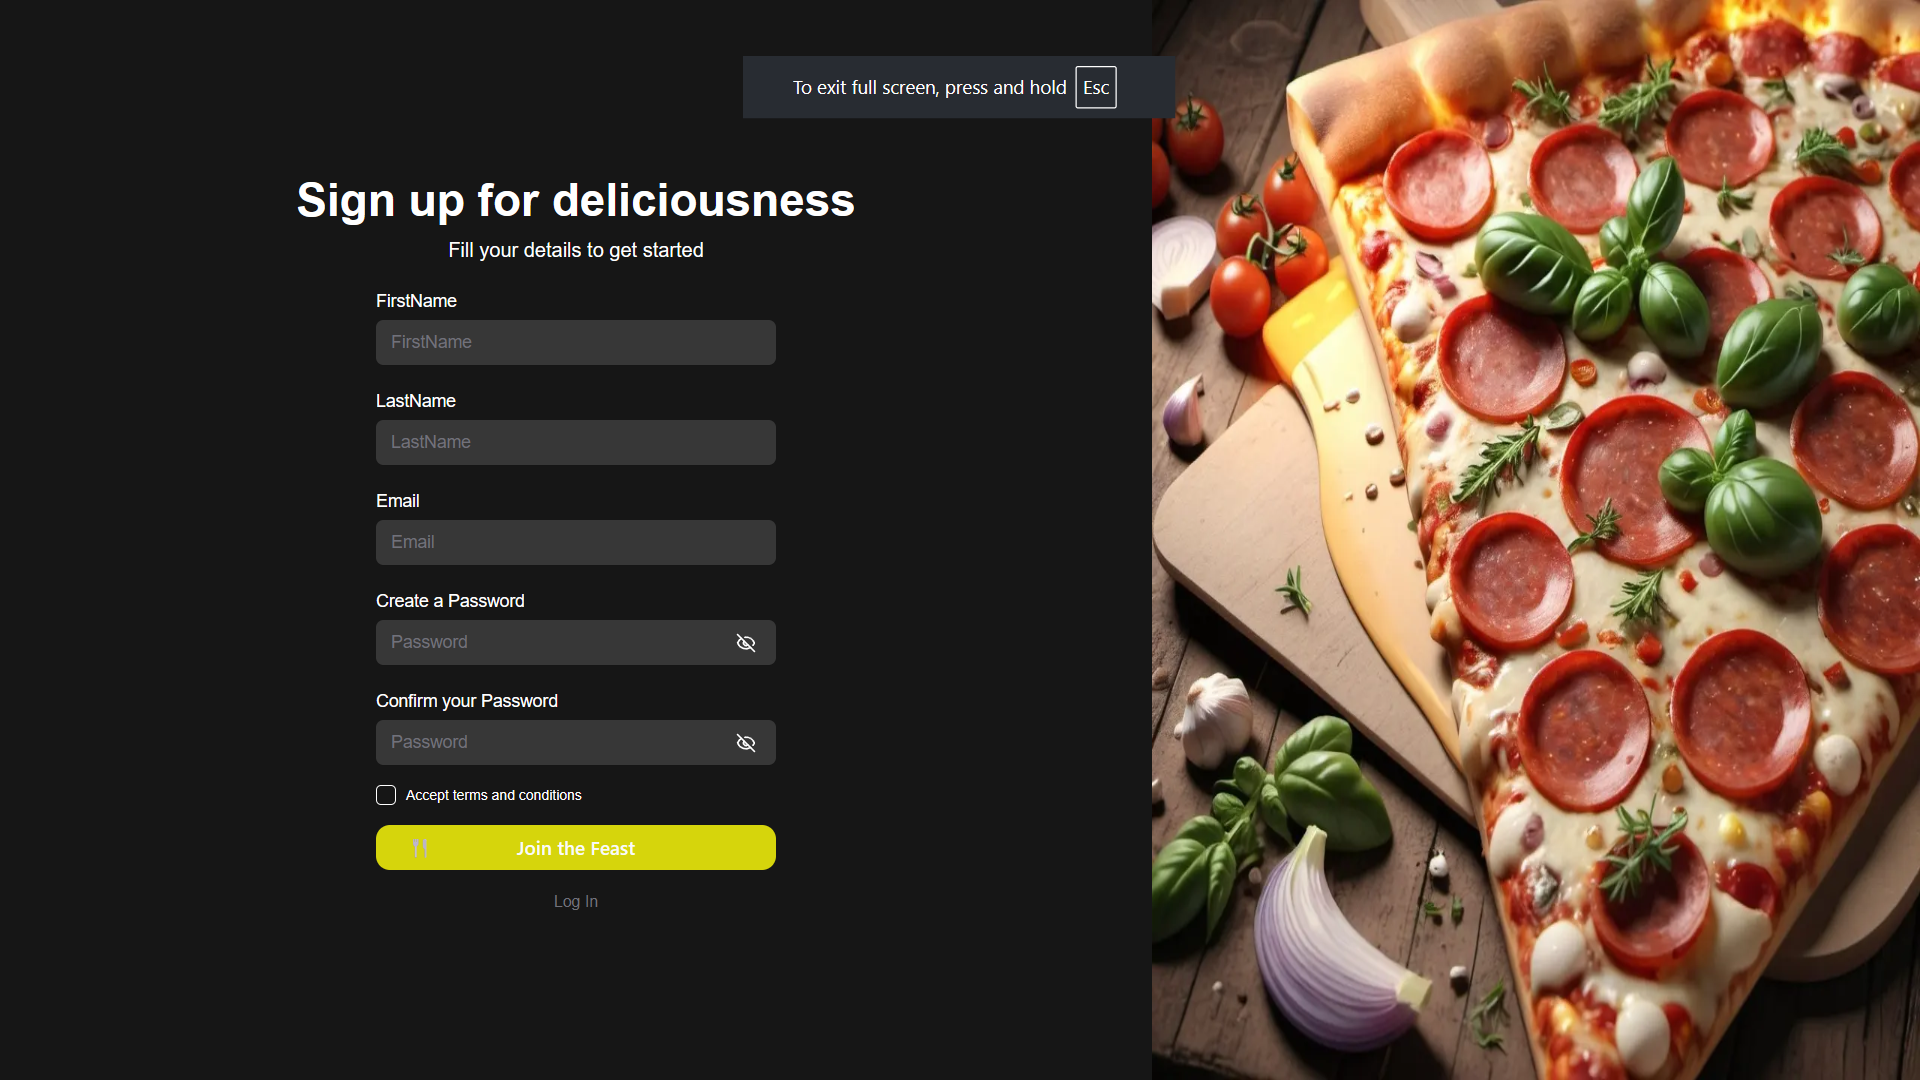 To exit full screen, press and hold Esc
Sign up for deliciousness
Fill your details to get started
FirstName
FirstName
LastName
LastName
Email
Email
Create a Password
Password
Confirm your Password
Password
Accept terms and conditions
Join the Feast
Log In